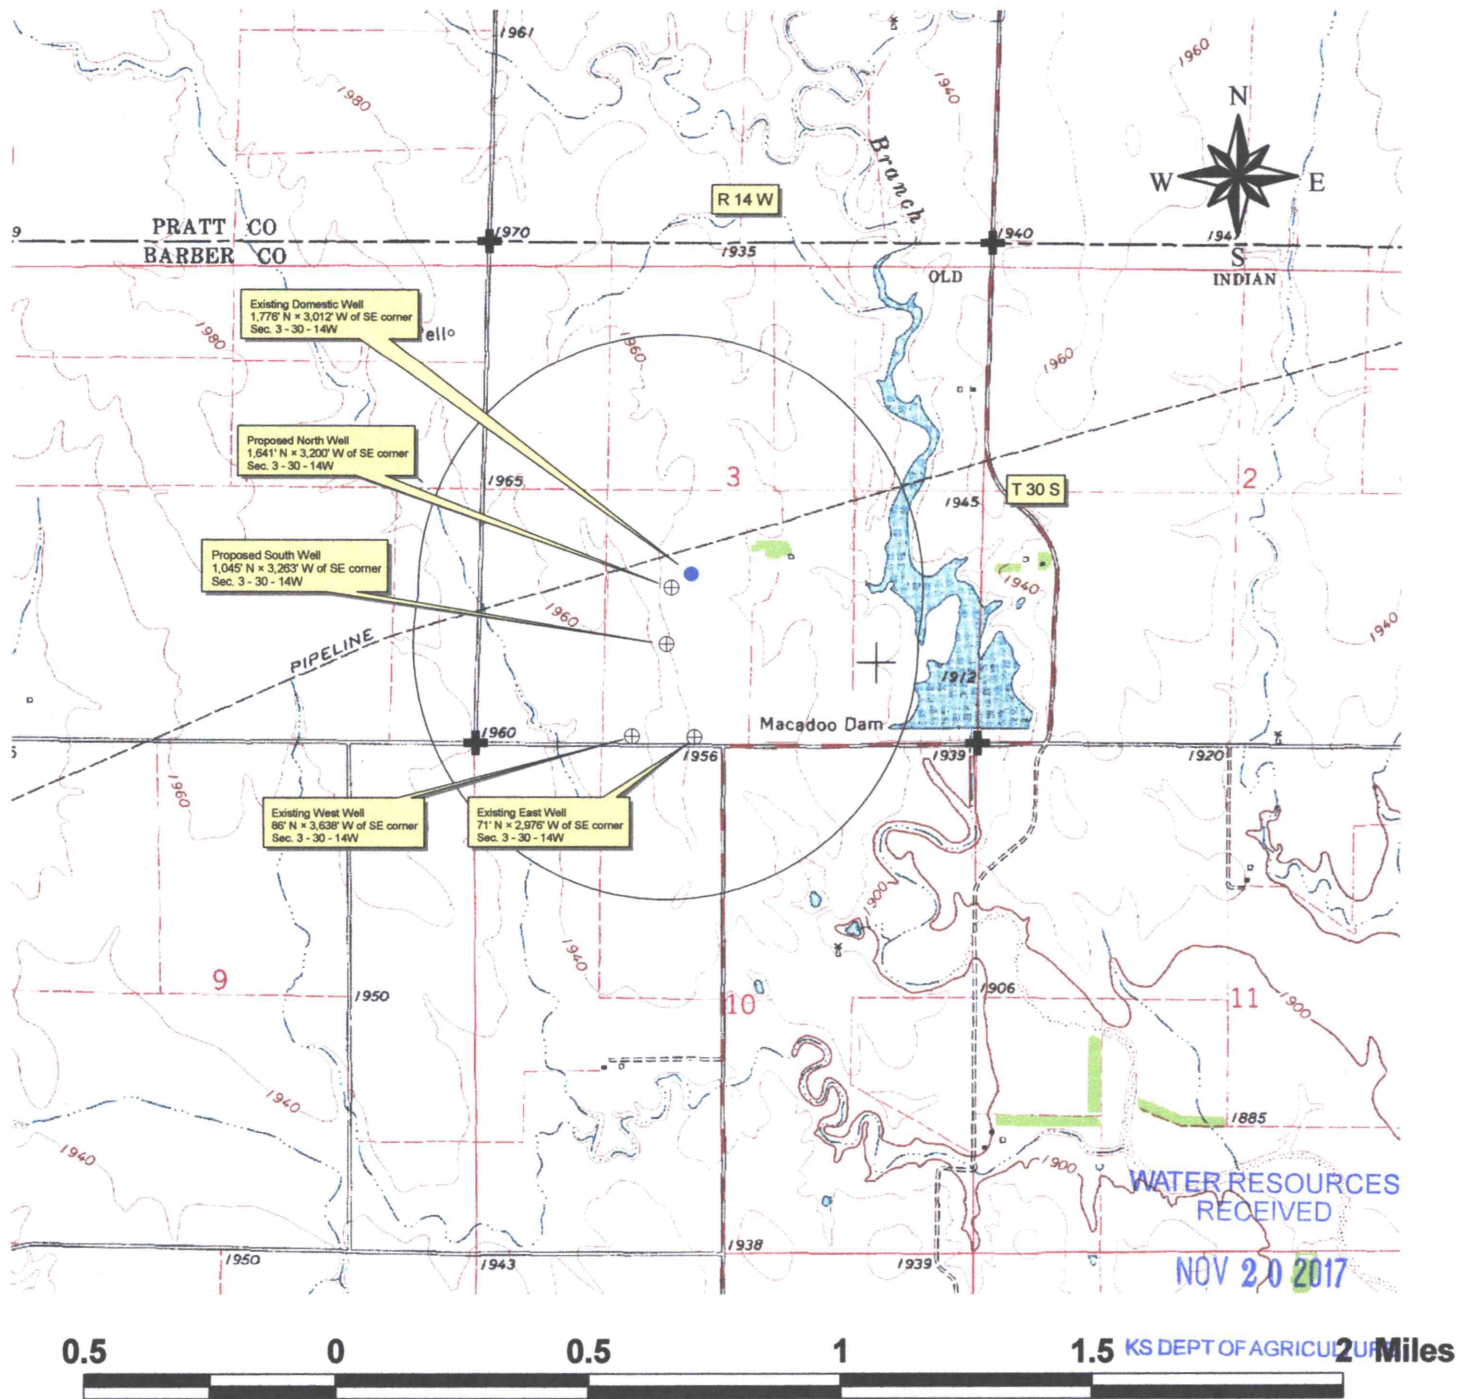 1961
1960
1980
1940
N
Branch
W
E
R 14 W
PRATT CO
9
1970
1940
194
BARBER CO
1935
S
OLD
INDIAN
Existing Domestic Well
1,776' N × 3,012' W of SE corner
Sec. 3 - 30 - 14W
ell
1980
1960
1960
Proposed North Well
1,641' N × 3,200' W of SE corner
Sec. 3 - 30 - 14W
1965
3
1945
T 30 S
2
Proposed South Well
1,045' N × 3,263' W of SE corner
Sec. 3 - 30 - 14W
1940
1960
1940
PIPELINE
1912
Macadoo Dam
1960
1956
1939
1920
5
1960
Existing West Well
86' N × 3,638' W of SE corner
Sec. 3 - 30 - 14W
Existing East Well
71' N × 2,976' W of SE corner
Sec. 3 - 30 - 14W
1900
1940
9
1950
10
1906
11
1900
1940
1885
1940
1900
WATER RESOURCES
RECEIVED
1950
1943
1938
1939
NOV 20 2017
KS DEPT OF AGRICULTURE
0.5 0 0.5 1 1.5 2 Miles